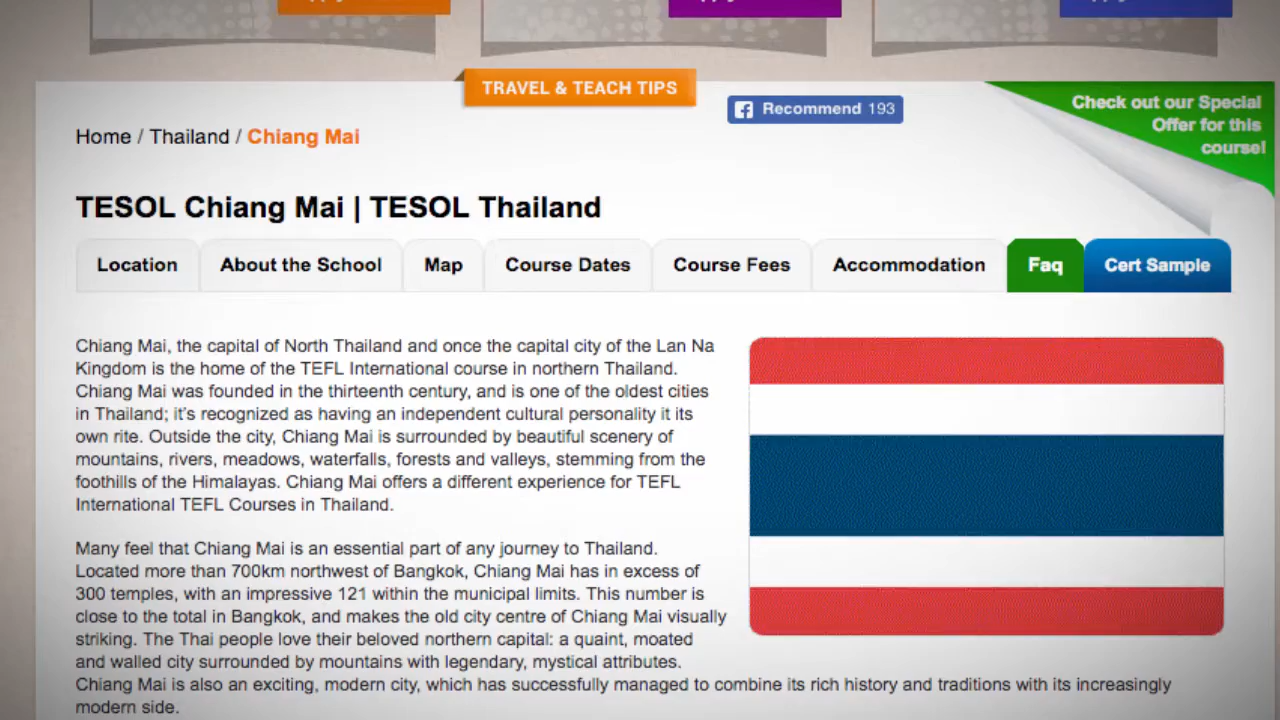 TRAVEL & TEACH TIPS
Recommend 193
Check out our Special
Offer for this
course!
Home / Thailand / Chiang Mai
TESOL Chiang Mai | TESOL Thailand
Location
About the School
Map
Course Dates
Course Fees
Accommodation
Faq
Cert Sample
Chiang Mai, the capital of North Thailand and once the capital city of the Lan Na
Kingdom is the home of the TEFL International course in northern Thailand.
Chiang Mai was founded in the thirteenth century, and is one of the oldest cities
in Thailand; it's recognized as having an independent cultural personality it its
own rite. Outside the city, Chiang Mai is surrounded by beautiful scenery of
mountains, rivers, meadows, waterfalls, forests and valleys, stemming from the
foothills of the Himalayas. Chiang Mai offers a different experience for TEFL
International TEFL Courses in Thailand.
Many feel that Chiang Mai is an essential part of any journey to Thailand.
Located more than 700km northwest of Bangkok, Chiang Mai has in excess of
300 temples, with an impressive 121 within the municipal limits. This number is
close to the total in Bangkok, and makes the old city centre of Chiang Mai visually
striking. The Thai people love their beloved northern capital: a quaint, moated
and walled city surrounded by mountains with legendary, mystical attributes.
Chiang Mai is also an exciting, modern city, which has successfully managed to combine its rich history and traditions with its increasingly
modern side.